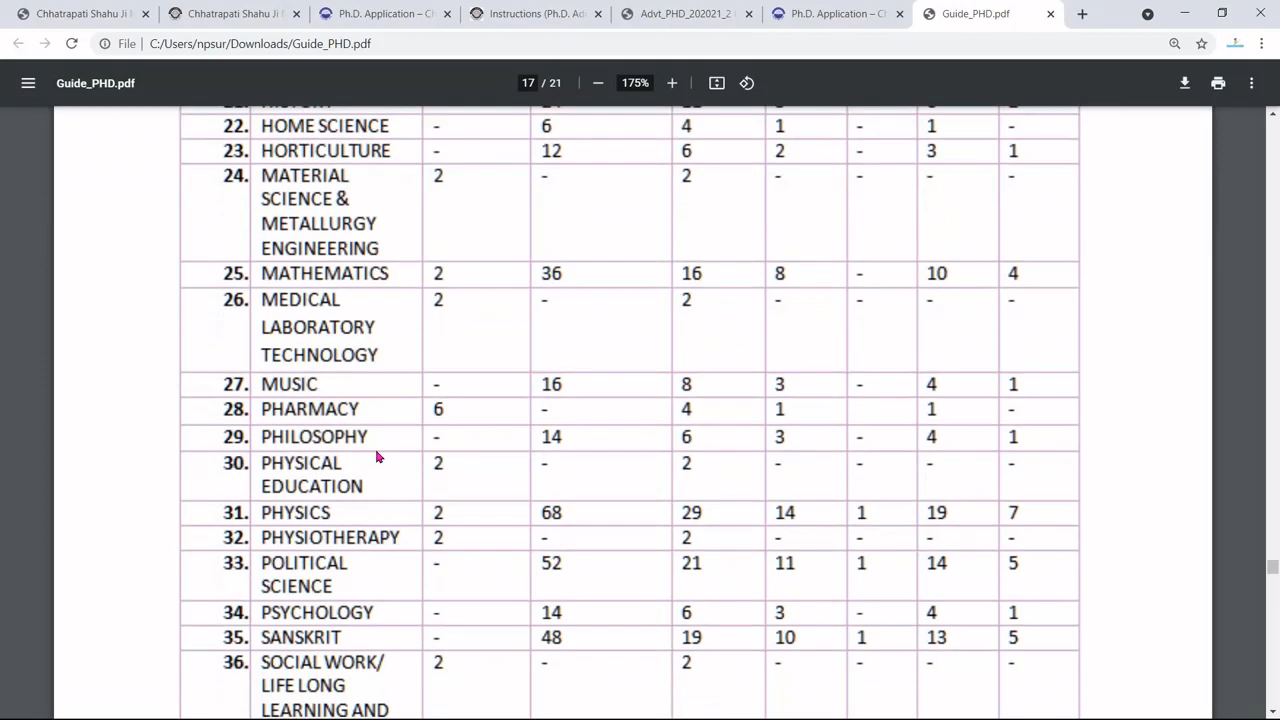 Chhatrapati Shahu Ji M
Chhatrapati Shahu Ji M
Ph.D. Application – Ch
Instructions (Ph.D. Ad
Advt_PHD_202021_2
Ph.D. Application – Ch
Guide_PHD.pdf
File C:/Users/npsur/Downloads/Guide_PHD.pdf
Guide_PHD.pdf 17 / 21 175%
22. HOME SCIENCE - 6 4 1 - 1 -
23. HORTICULTURE - 12 6 2 - 3 1
24. MATERIAL 2 - 2 - - - -
SCIENCE &
METALLURGY
ENGINEERING
25. MATHEMATICS 2 36 16 8 - 10 4
26. MEDICAL 2 - 2 - - - -
LABORATORY
TECHNOLOGY
27. MUSIC - 16 8 3 - 4 1
28. PHARMACY 6 - 4 1 1 -
29. PHILOSOPHY - 14 6 3 - 4 1
30. PHYSICAL 2 - 2 - - - -
EDUCATION
31. PHYSICS 2 68 29 14 1 19 7
32. PHYSIOTHERAPY 2 - 2 - - - -
33. POLITICAL - 52 21 11 1 14 5
SCIENCE
34. PSYCHOLOGY - 14 6 3 - 4 1
35. SANSKRIT - 48 19 10 1 13 5
36. SOCIAL WORK/ 2 - 2 - - - -
LIFE LONG
LEARNING AND